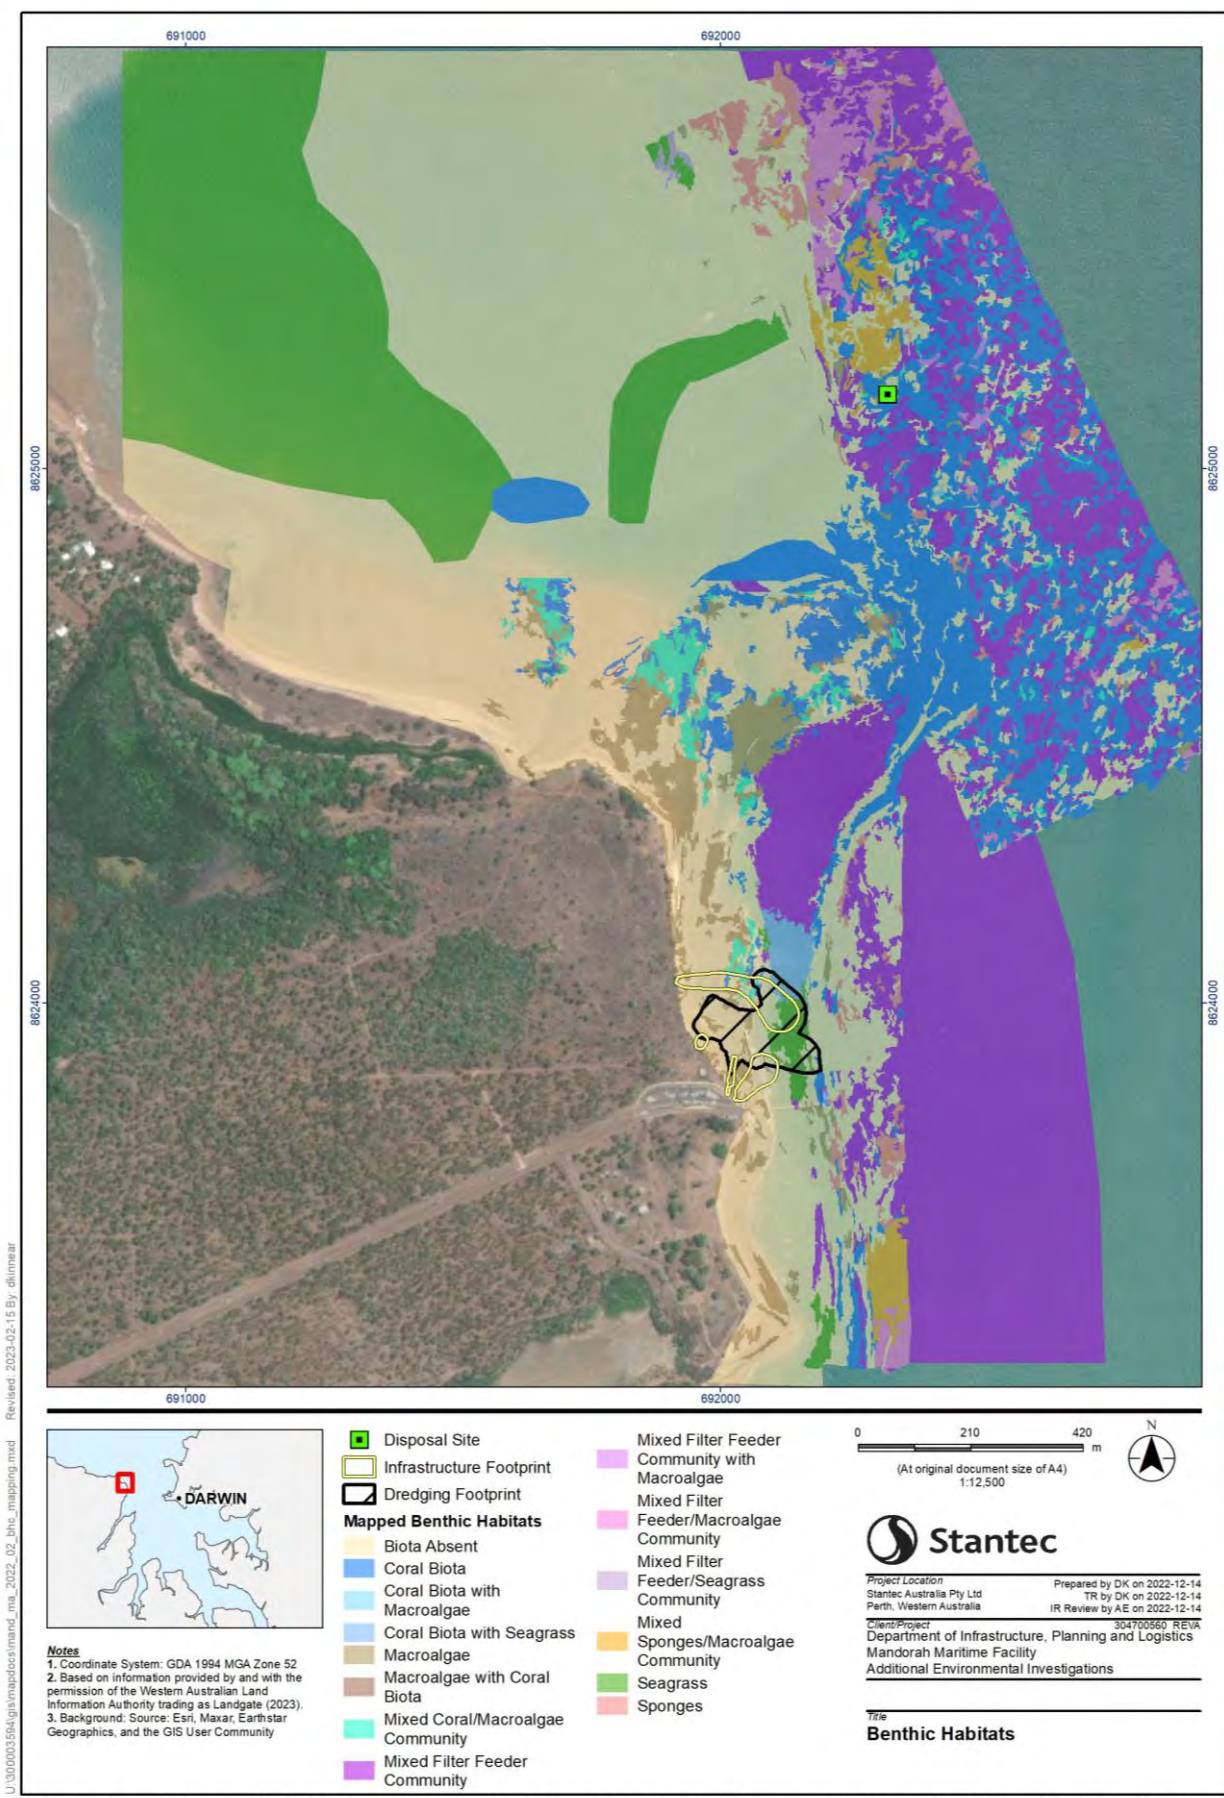 691000
692000
8625000
8625000
8624000
8624000
691000
692000
U:\300003594\gis\mapdocs\mand_ma_2022_02_bhc_mapping.mxd Revised: 2023-02-15 By: dkinnear
DARWIN
Notes
1. Coordinate System: GDA 1994 MGA Zone 52
2. Based on information provided by and with the
permission of the Western Australian Land
Information Authority trading as Landgate (2023).
3. Background: Source: Esri, Maxar, Earthstar
Geographics, and the GIS User Community
Disposal Site
Infrastructure Footprint
Dredging Footprint
Mapped Benthic Habitats
Biota Absent
Coral Biota
Coral Biota with
Macroalgae
Coral Biota with Seagrass
Macroalgae
Macroalgae with Coral
Biota
Mixed Coral/Macroalgae
Community
Mixed Filter Feeder
Community
Mixed Filter Feeder
Community with
Macroalgae
Mixed Filter
Feeder/Macroalgae
Community
Mixed Filter
Feeder/Seagrass
Community
Mixed
Sponges/Macroalgae
Community
Seagrass
Sponges
0 210 420 m
(At original document size of A4)
1:12,500
N
Stantec
Project Location
Stantec Australia Pty Ltd
Perth, Western Australia
Prepared by DK on 2022-12-14
TR by DK on 2022-12-14
IR Review by AE on 2022-12-14
Client/Project 304700560 REVA
Department of Infrastructure, Planning and Logistics
Mandorah Maritime Facility
Additional Environmental Investigations
Title
Benthic Habitats